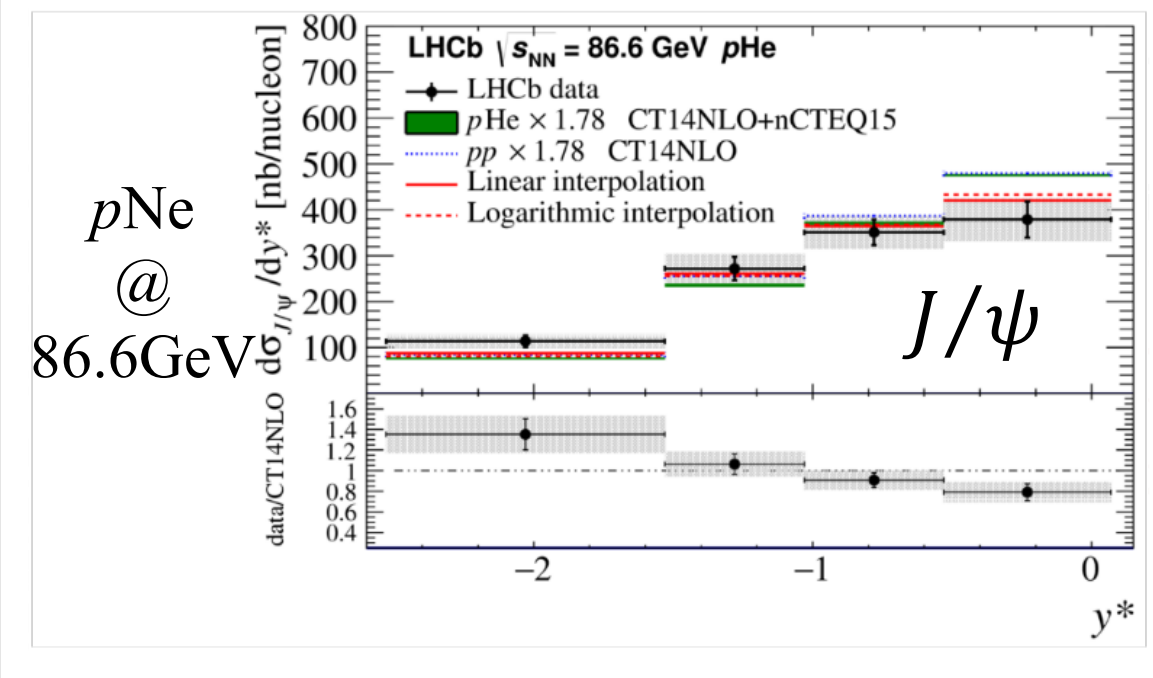 pNe
@
86.6GeV
dσ_{J/ψ}/dy* [nb/nucleon]
800
700
600
500
400
300
200
100
LHCb √s_NN = 86.6 GeV pHe
LHCb data
pHe × 1.78 CT14NLO+nCTEQ15
pp × 1.78 CT14NLO
Linear interpolation
Logarithmic interpolation
J/ψ
data/CT14NLO
1.6
1.4
1.2
1
0.8
0.6
0.4
−2 −1 0
y*